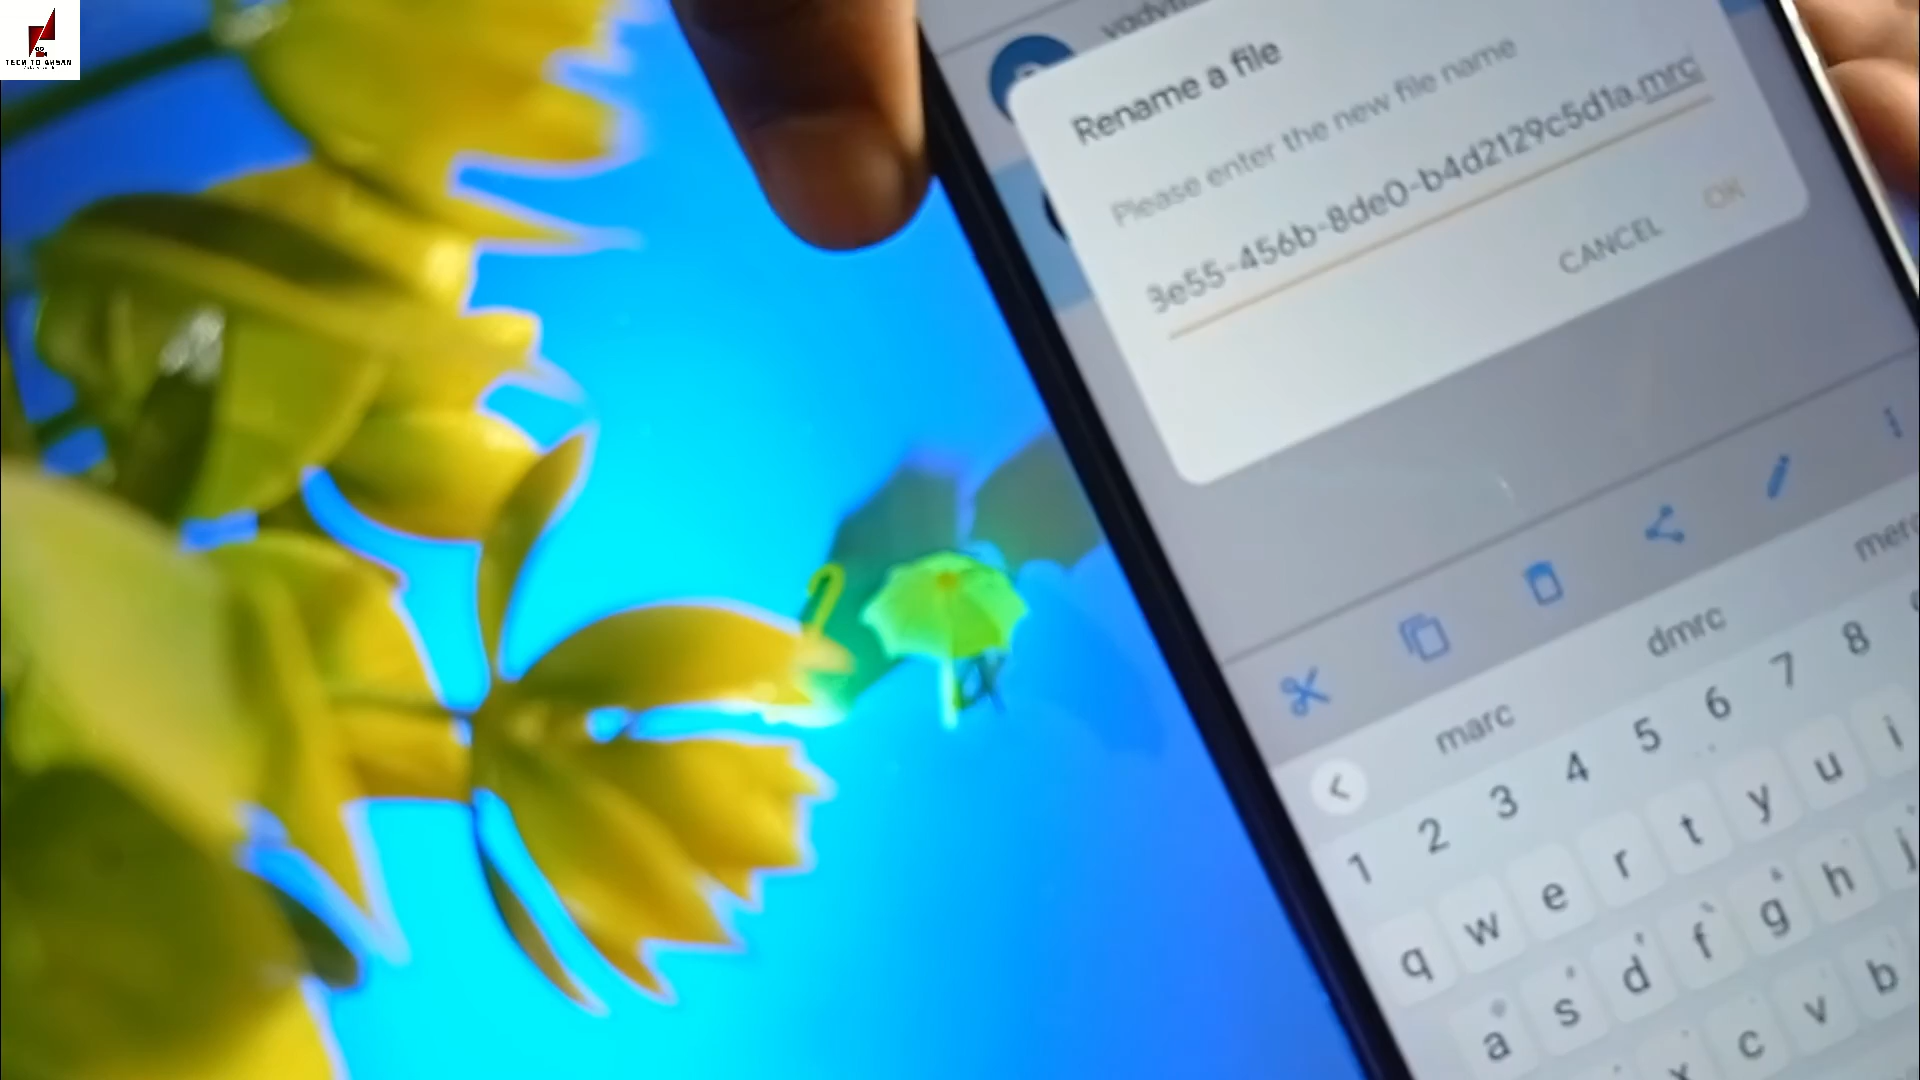 TECH TO AHSAN
Rename a file
Please enter the new file name
3e55-456b-8de0-b4d2129c5d1a.mrc
CANCEL
OK
marc
dmrc
merc
1 2 3 4 5 6 7 8
q w e r t y u i
a s d f g h j
x c v b